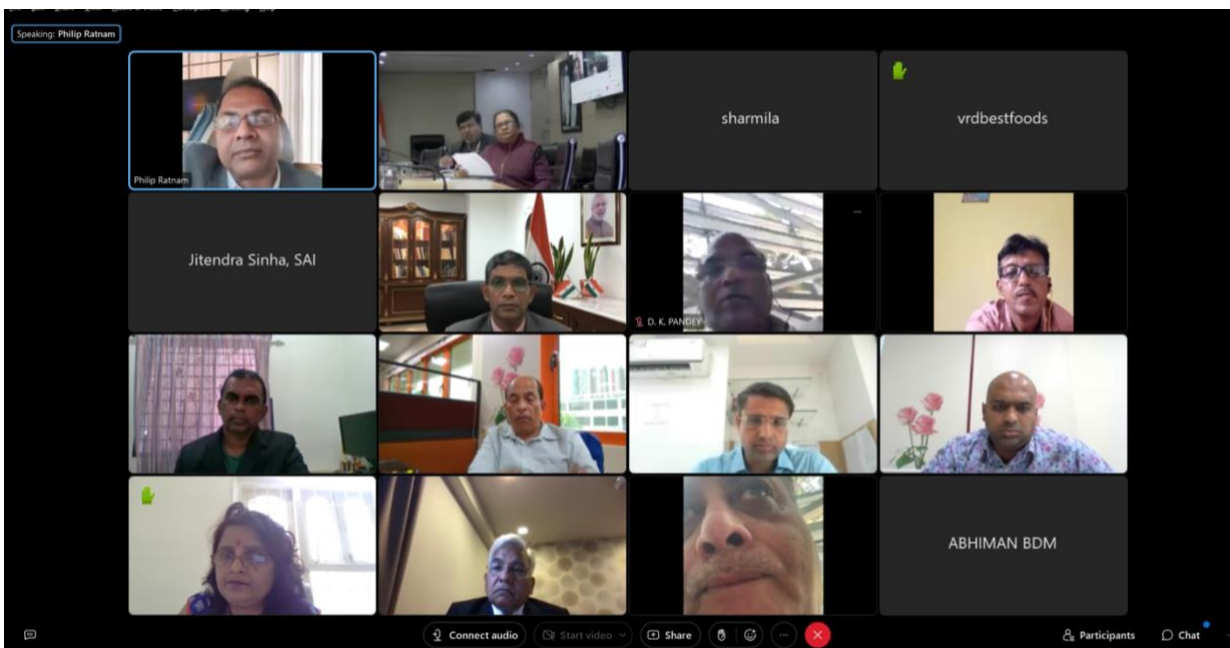 Speaking: Philip Ratnam
Philip Ratnam
sharmila
vrdbestfoods
Jitendra Sinha, SAI
D. K. PANDEY
ABHIMAN BDM
Connect audio
Start video
Share
Participants
Chat